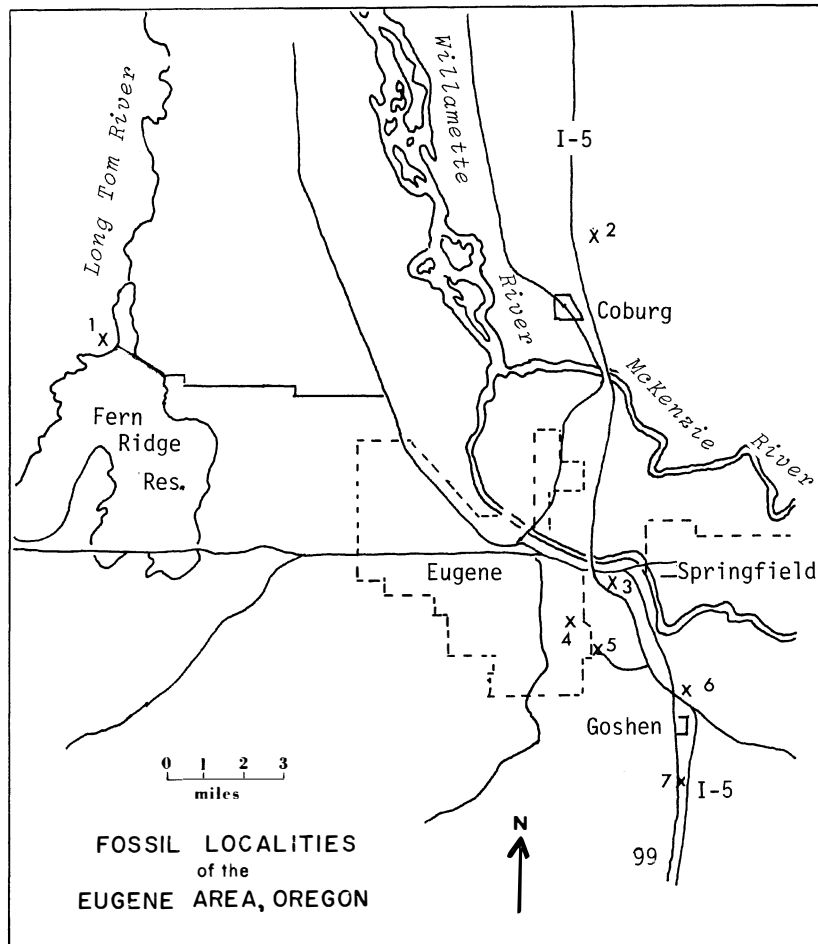 Long Tom River
Willamette
River
I-5
x 2
Coburg
1 x
McKenzie
River
Fern
Ridge
Res.
Eugene
Springfield
x 3
x
4
x 5
x 6
Goshen
7 x
I-5
99
0 1 2 3
miles
N
FOSSIL LOCALITIES
of the
EUGENE AREA, OREGON